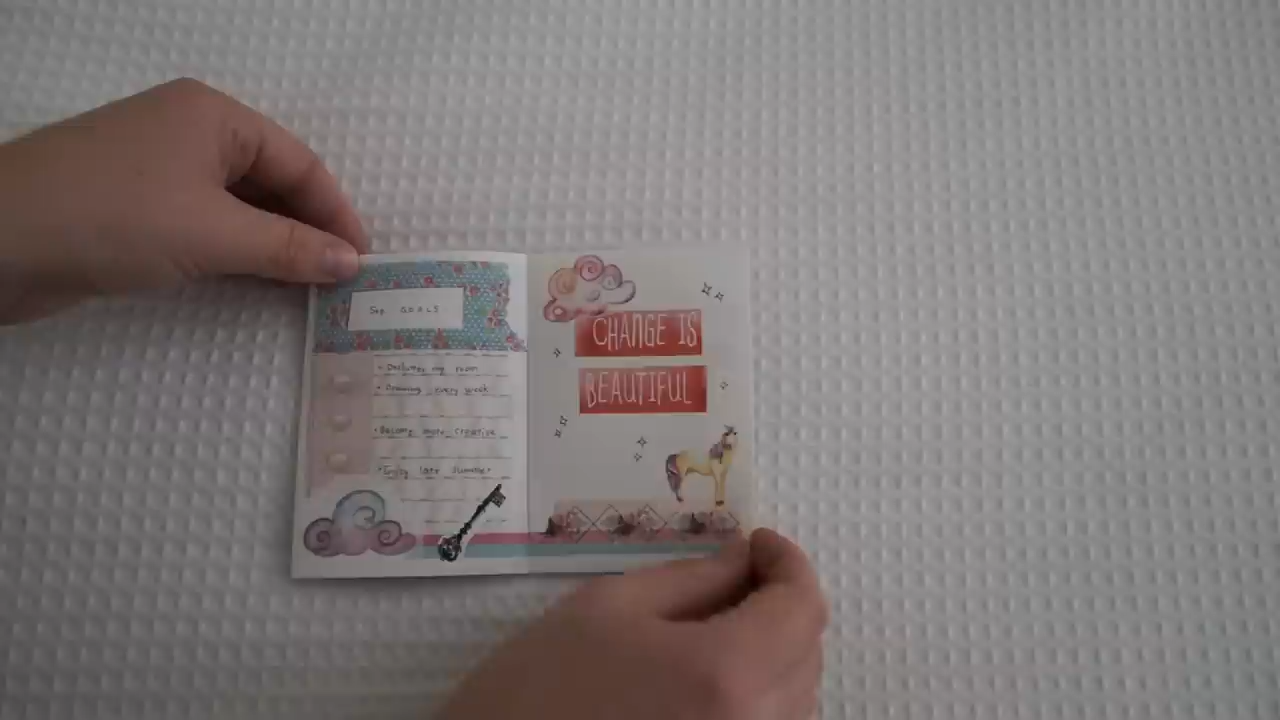 Sep. GOALS
• Declutter my room
• Drawing every week
• Become more creative
• Enjoy late summer
CHANGE IS
BEAUTIFUL